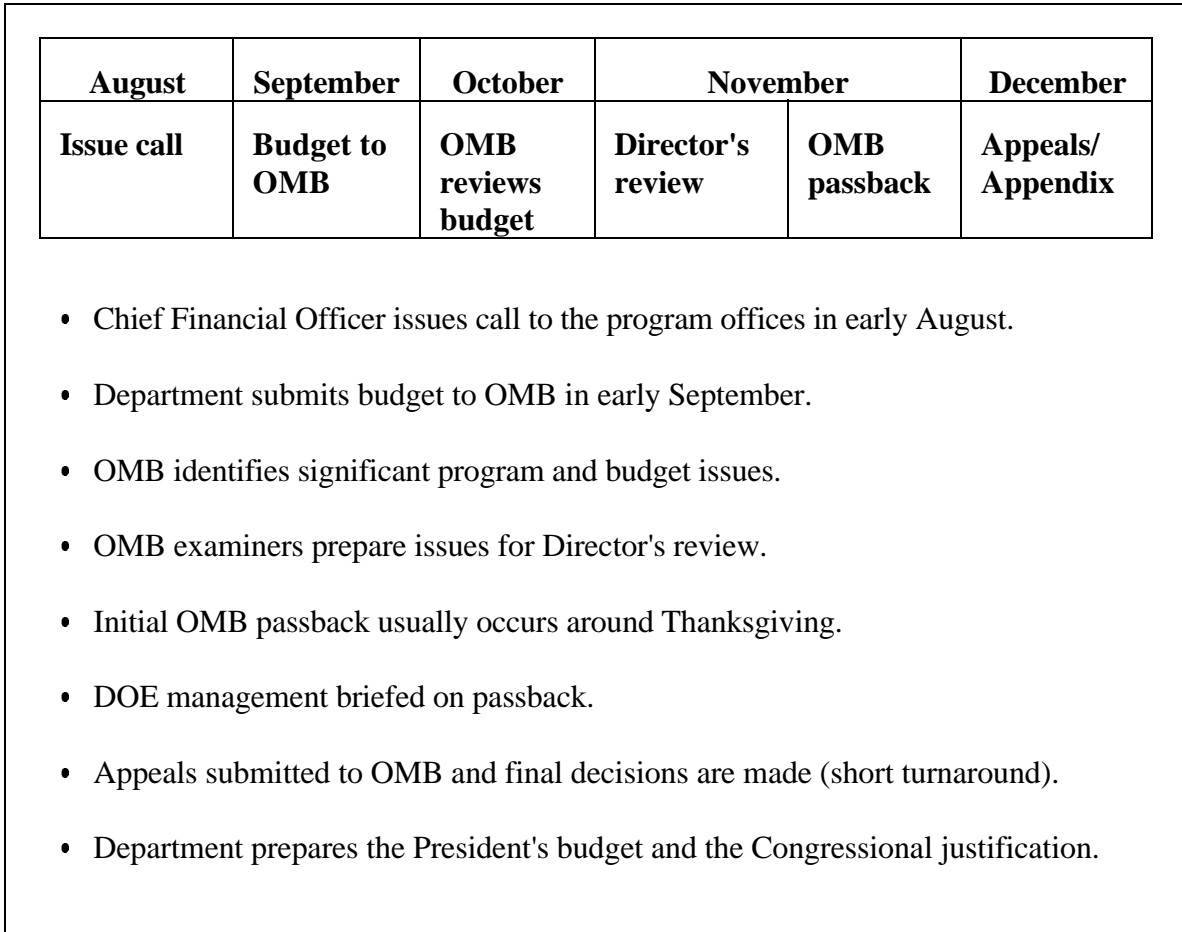 August September October November December
Issue call Budget to OMB Director's OMB Appeals/
OMB reviews review passback Appendix
budget
• Chief Financial Officer issues call to the program offices in early August.
• Department submits budget to OMB in early September.
• OMB identifies significant program and budget issues.
• OMB examiners prepare issues for Director's review.
• Initial OMB passback usually occurs around Thanksgiving.
• DOE management briefed on passback.
• Appeals submitted to OMB and final decisions are made (short turnaround).
• Department prepares the President's budget and the Congressional justification.